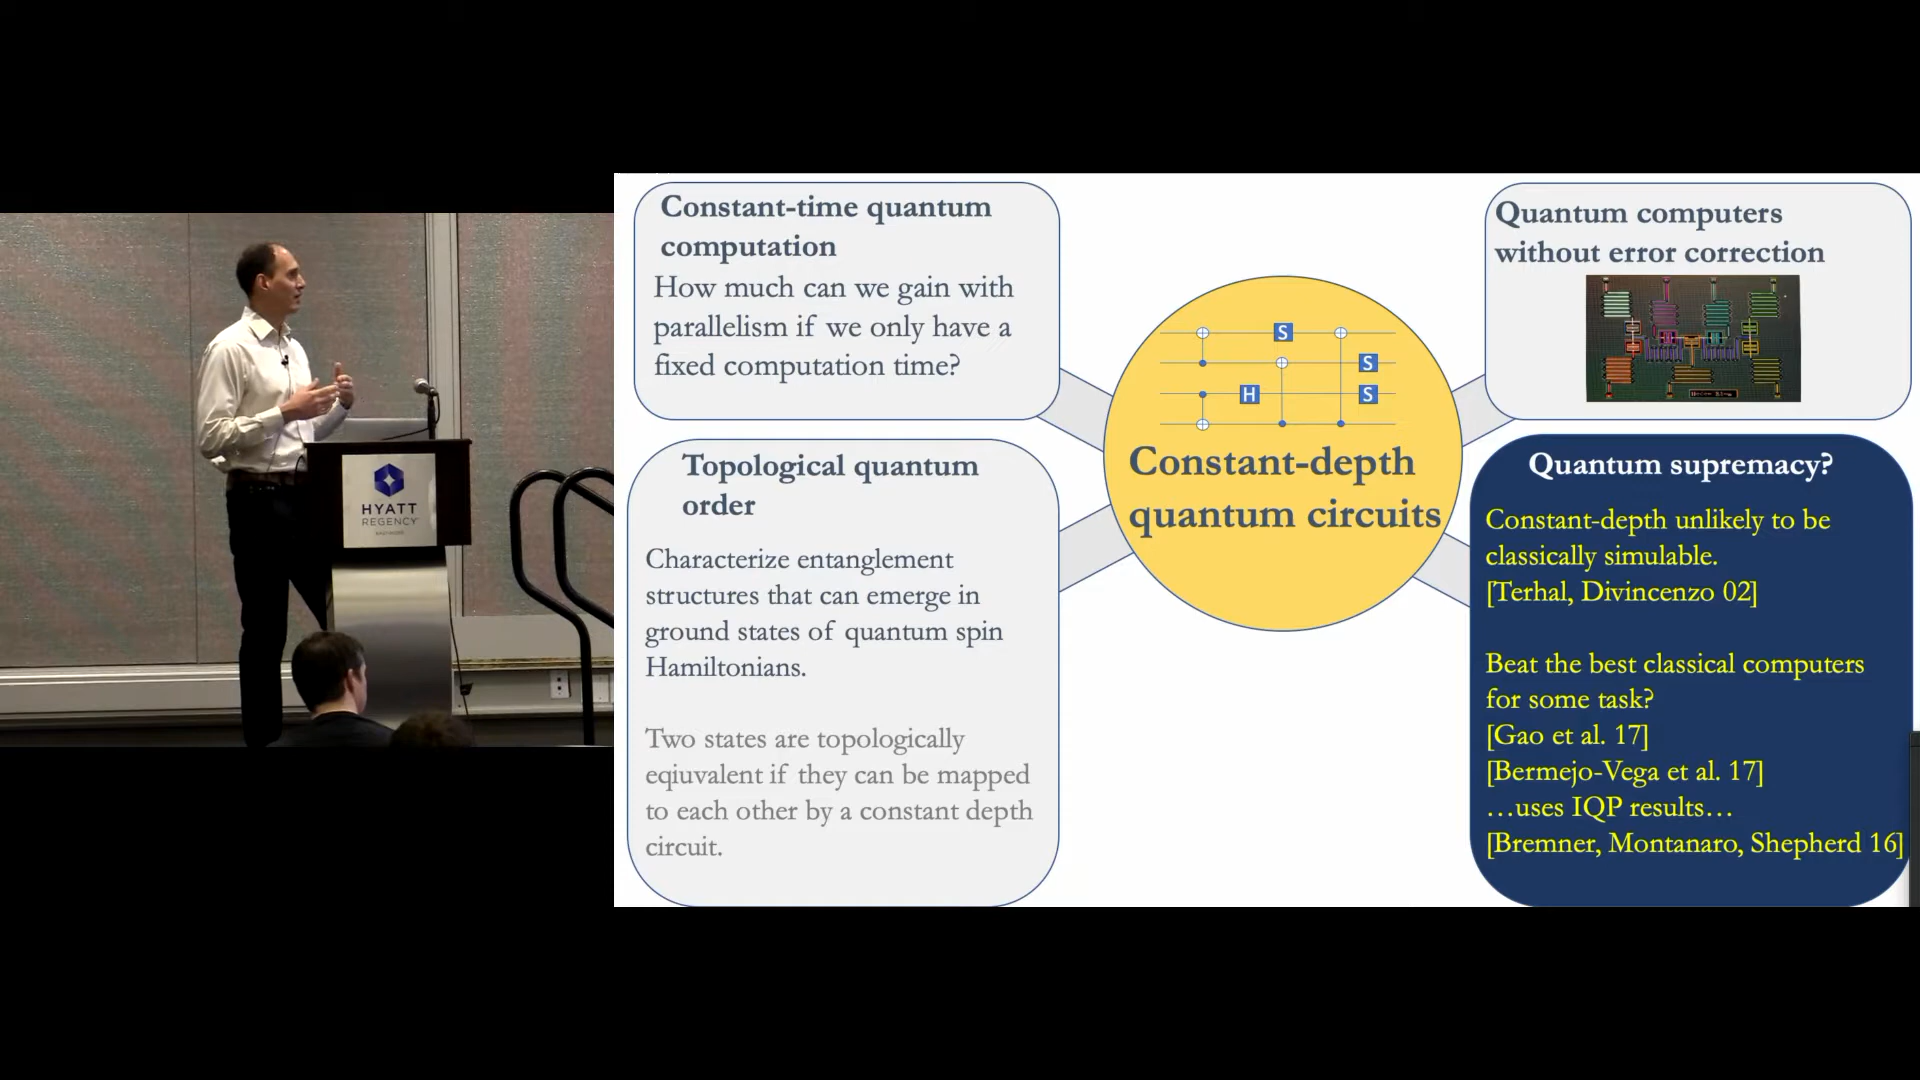 HYATT
REGENCY
Constant-time quantum
computation
How much can we gain with
parallelism if we only have a
fixed computation time?
Topological quantum
order
Characterize entanglement
structures that can emerge in
ground states of quantum spin
Hamiltonians.
Two states are topologically
eqiuvalent if they can be mapped
to each other by a constant depth
circuit.
S
S
H
S
Constant-depth
quantum circuits
Quantum computers
without error correction
Quantum supremacy?
Constant-depth unlikely to be
classically simulable.
[Terhal, Divincenzo 02]
Beat the best classical computers
for some task?
[Gao et al. 17]
[Bermejo-Vega et al. 17]
…uses IQP results…
[Bremner, Montanaro, Shepherd 16]